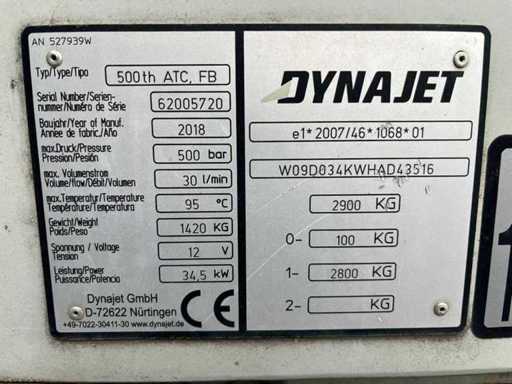 AN 527939W
Typ/Type/Tipo 500th ATC, FB
Serial Number/Serien-
nummer/Numéro de Série 62005720
Baujahr/Year of Manuf.
Annee de fabric./Año 2018
max.Druck/Pressure
Pression/Pressión 500 bar
max. Volumenstrom
Volume/flow/Débit/Volumen 30 l/min
max.Temperatur/Temperature
Température/Temperatura 95 °C
Gewicht/Weight
Poids/Peso 1420 KG
Spannung / Voltage
Tension 12 V
Leistung/Power
Puissance/Potencia 34,5 kW
Dynajet GmbH
D-72622 Nürtingen
+49-7022-30411-30 www.dynajet.de
CE
DYNAJET
e1*2007/46*1068*01
W09D034KWHAD43516
2900 KG
0- 100 KG
1- 2800 KG
2- KG